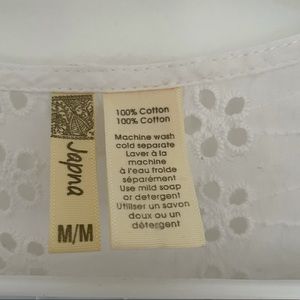 Japna
M/M
100% Cotton
100% Cotton
Machine wash
cold separate
Laver à la
machine
à l'eau froide
séparément
Use mild soap
or detergent
Utiliser un savon
doux ou un
détergent